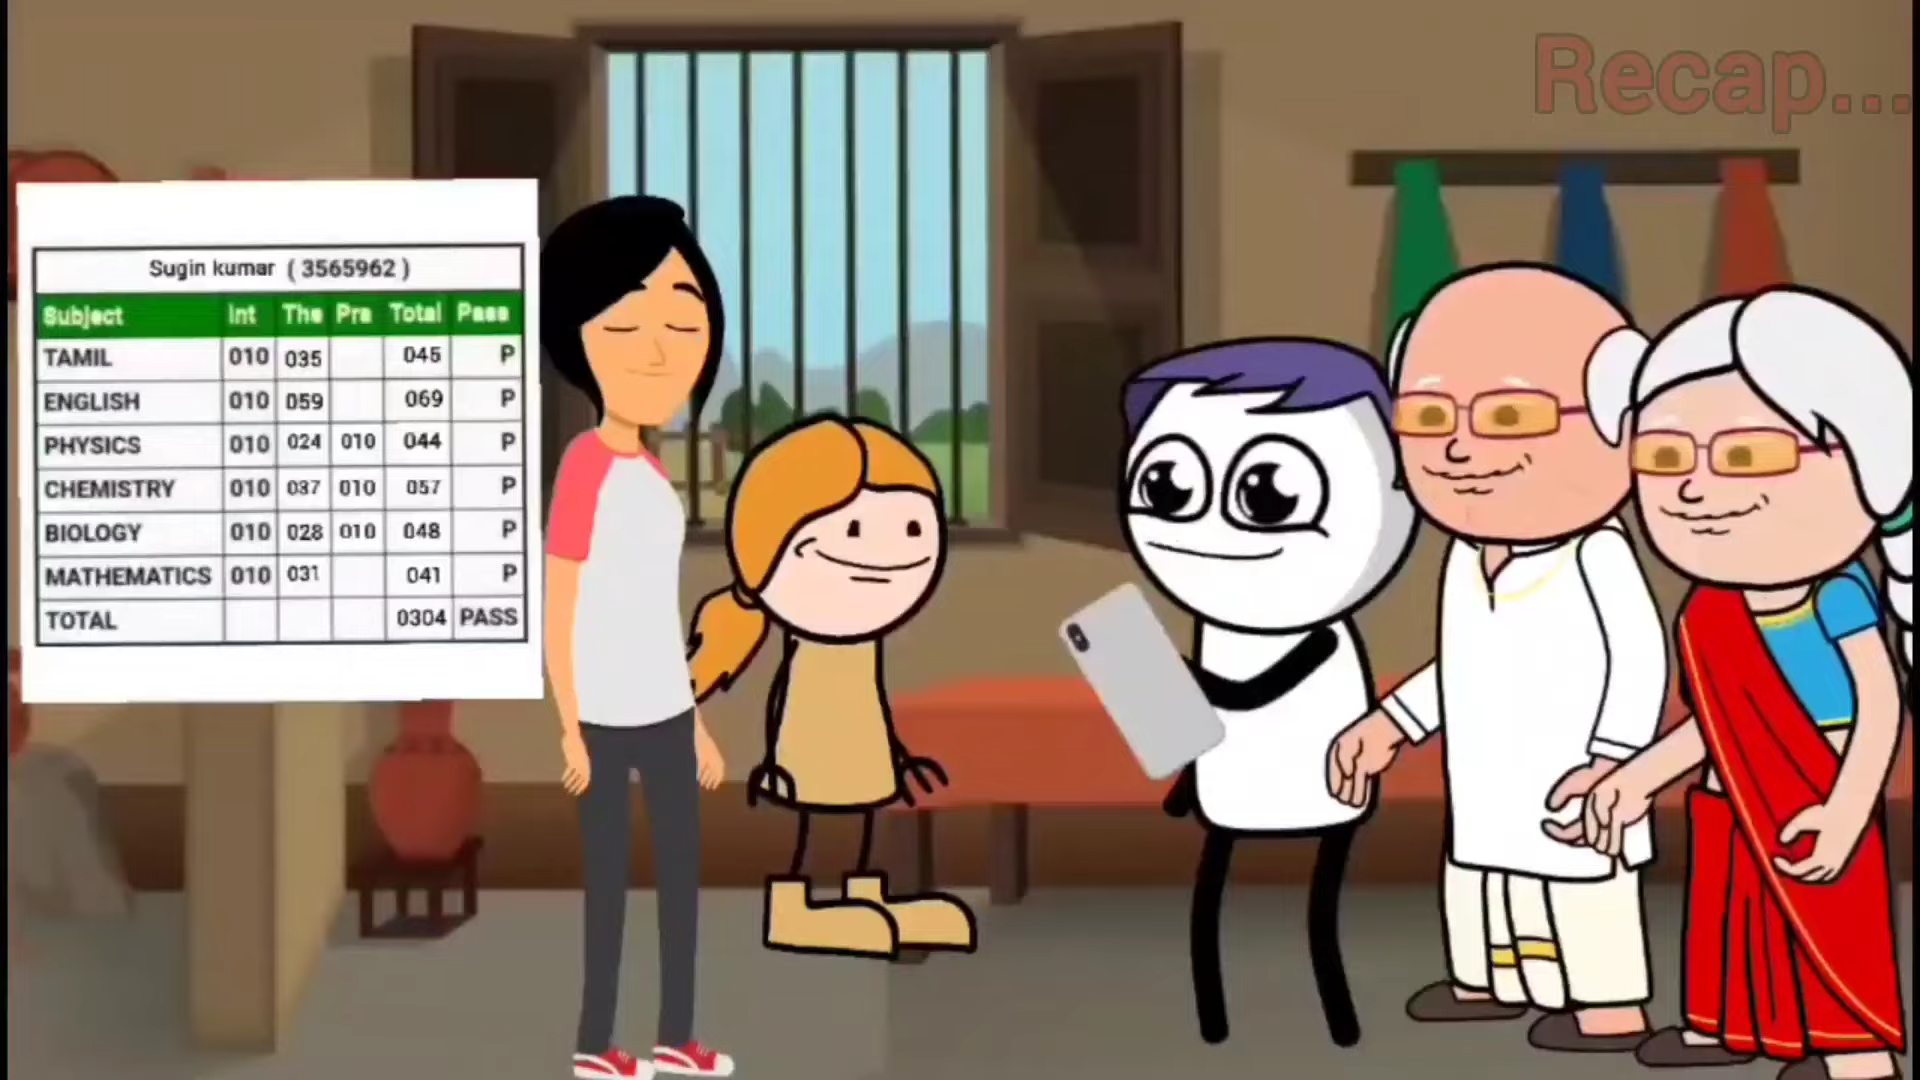 Recap...
Sugin kumar ( 3565962 )
Subject Int The Pra Total Pass
TAMIL 010 035 045 P
ENGLISH 010 059 069 P
PHYSICS 010 024 010 044 P
CHEMISTRY 010 037 010 057 P
BIOLOGY 010 028 010 048 P
MATHEMATICS 010 031 041 P
TOTAL 0304 PASS